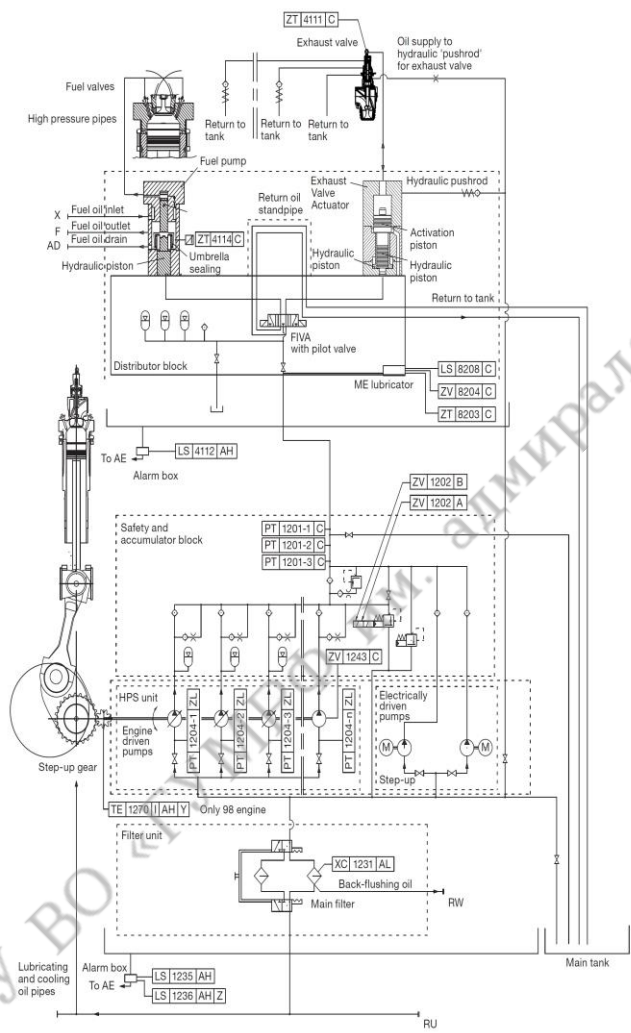 ZT 4111 C
Exhaust valve
Oil supply to
hydraulic 'pushrod'
for exhaust valve
Fuel valves
High pressure pipes
Return to
tank
Return to
tank
Return to
tank
Fuel pump
Exhaust
Valve
Actuator
Hydraulic pushrod
Return oil
standpipe
X
Fuel oil inlet
F
Fuel oil outlet
AD
Fuel oil drain
ZT 4114 C
Umbrella
sealing
Hydraulic piston
Activation
piston
Hydraulic
piston
Hydraulic
piston
Return to tank
FIVA
with pilot valve
Distributor block
ME lubricator
LS 8208 C
ZV 8204 C
ZT 8203 C
To AE
LS 4112 AH
Alarm box
ZV 1202 B
ZV 1202 A
Safety and
accumulator block
PT 1201-1 C
PT 1201-2 C
PT 1201-3 C
ZV 1243 C
HPS unit
Engine
driven
pumps
PT 1204-1 ZL
PT 1204-2 ZL
PT 1204-3 ZL
PT 1204-n ZL
Electrically
driven
pumps
M
M
Step-up
Step-up gear
TE 1270 I AH Y
Only 98 engine
Filter unit
XC 1231 AL
Back-flushing oil
RW
Main filter
Main tank
Lubricating
and cooling
oil pipes
Alarm box
To AE
LS 1235 AH
LS 1236 AH Z
RU
У ВО «ГУМРФ им. адмирал